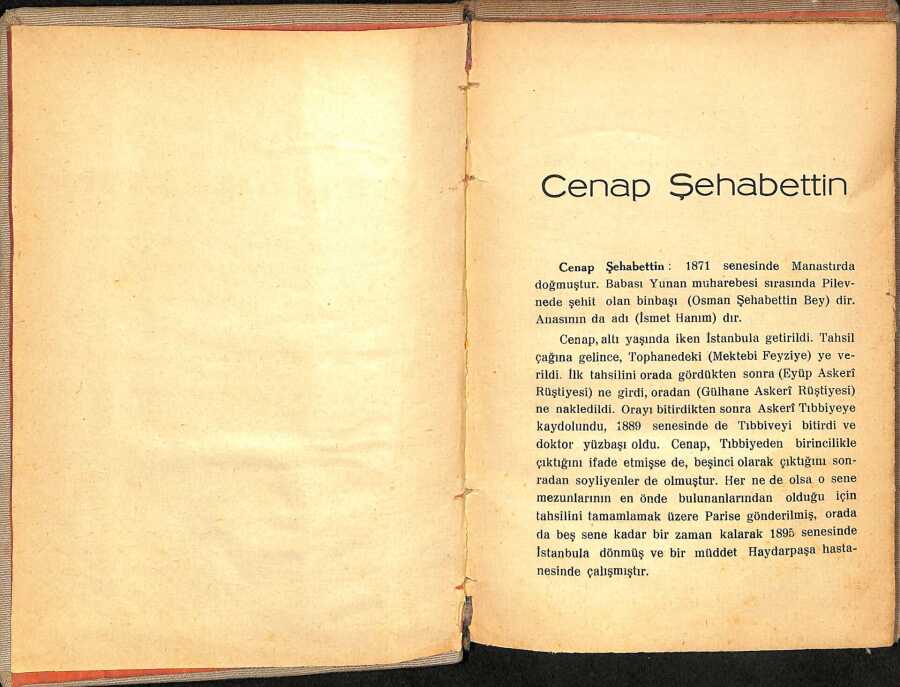 Cenap Şehabettin
Cenap Şehabettin : 1871 senesinde Manastırda
doğmuştur. Babası Yunan muharebesi sırasında Pilev-
nede şehit olan binbaşı (Osman Şehabettin Bey) dir.
Anasının da adı (İsmet Hanım) dır.
Cenap, altı yaşında iken İstanbula getirildi. Tahsil
çağına gelince, Tophanedeki (Mektebi Feyziye) ye ve-
rildi. İlk tahsilini orada gördükten sonra (Eyüp Askerî
Rüştiyesi) ne girdi, oradan (Gülhane Askerî Rüştiyesi)
ne nakledildi. Orayı bitirdikten sonra Askerî Tıbbiyeye
kaydolundu, 1889 senesinde de Tıbbiveyi bitirdi ve
doktor yüzbaşı oldu. Cenap, Tıbbiyeden birincilikle
çıktığını ifade etmişse de, beşinci olarak çıktığını son-
radan soyliyenler de olmuştur. Her ne de olsa o sene
mezunlarının en önde bulunanlarından olduğu için
tahsilini tamamlamak üzere Parise gönderilmiş, orada
da beş sene kadar bir zaman kalarak 1895 senesinde
İstanbula dönmüş ve bir müddet Haydarpaşa hasta-
nesinde çalışmıştır.